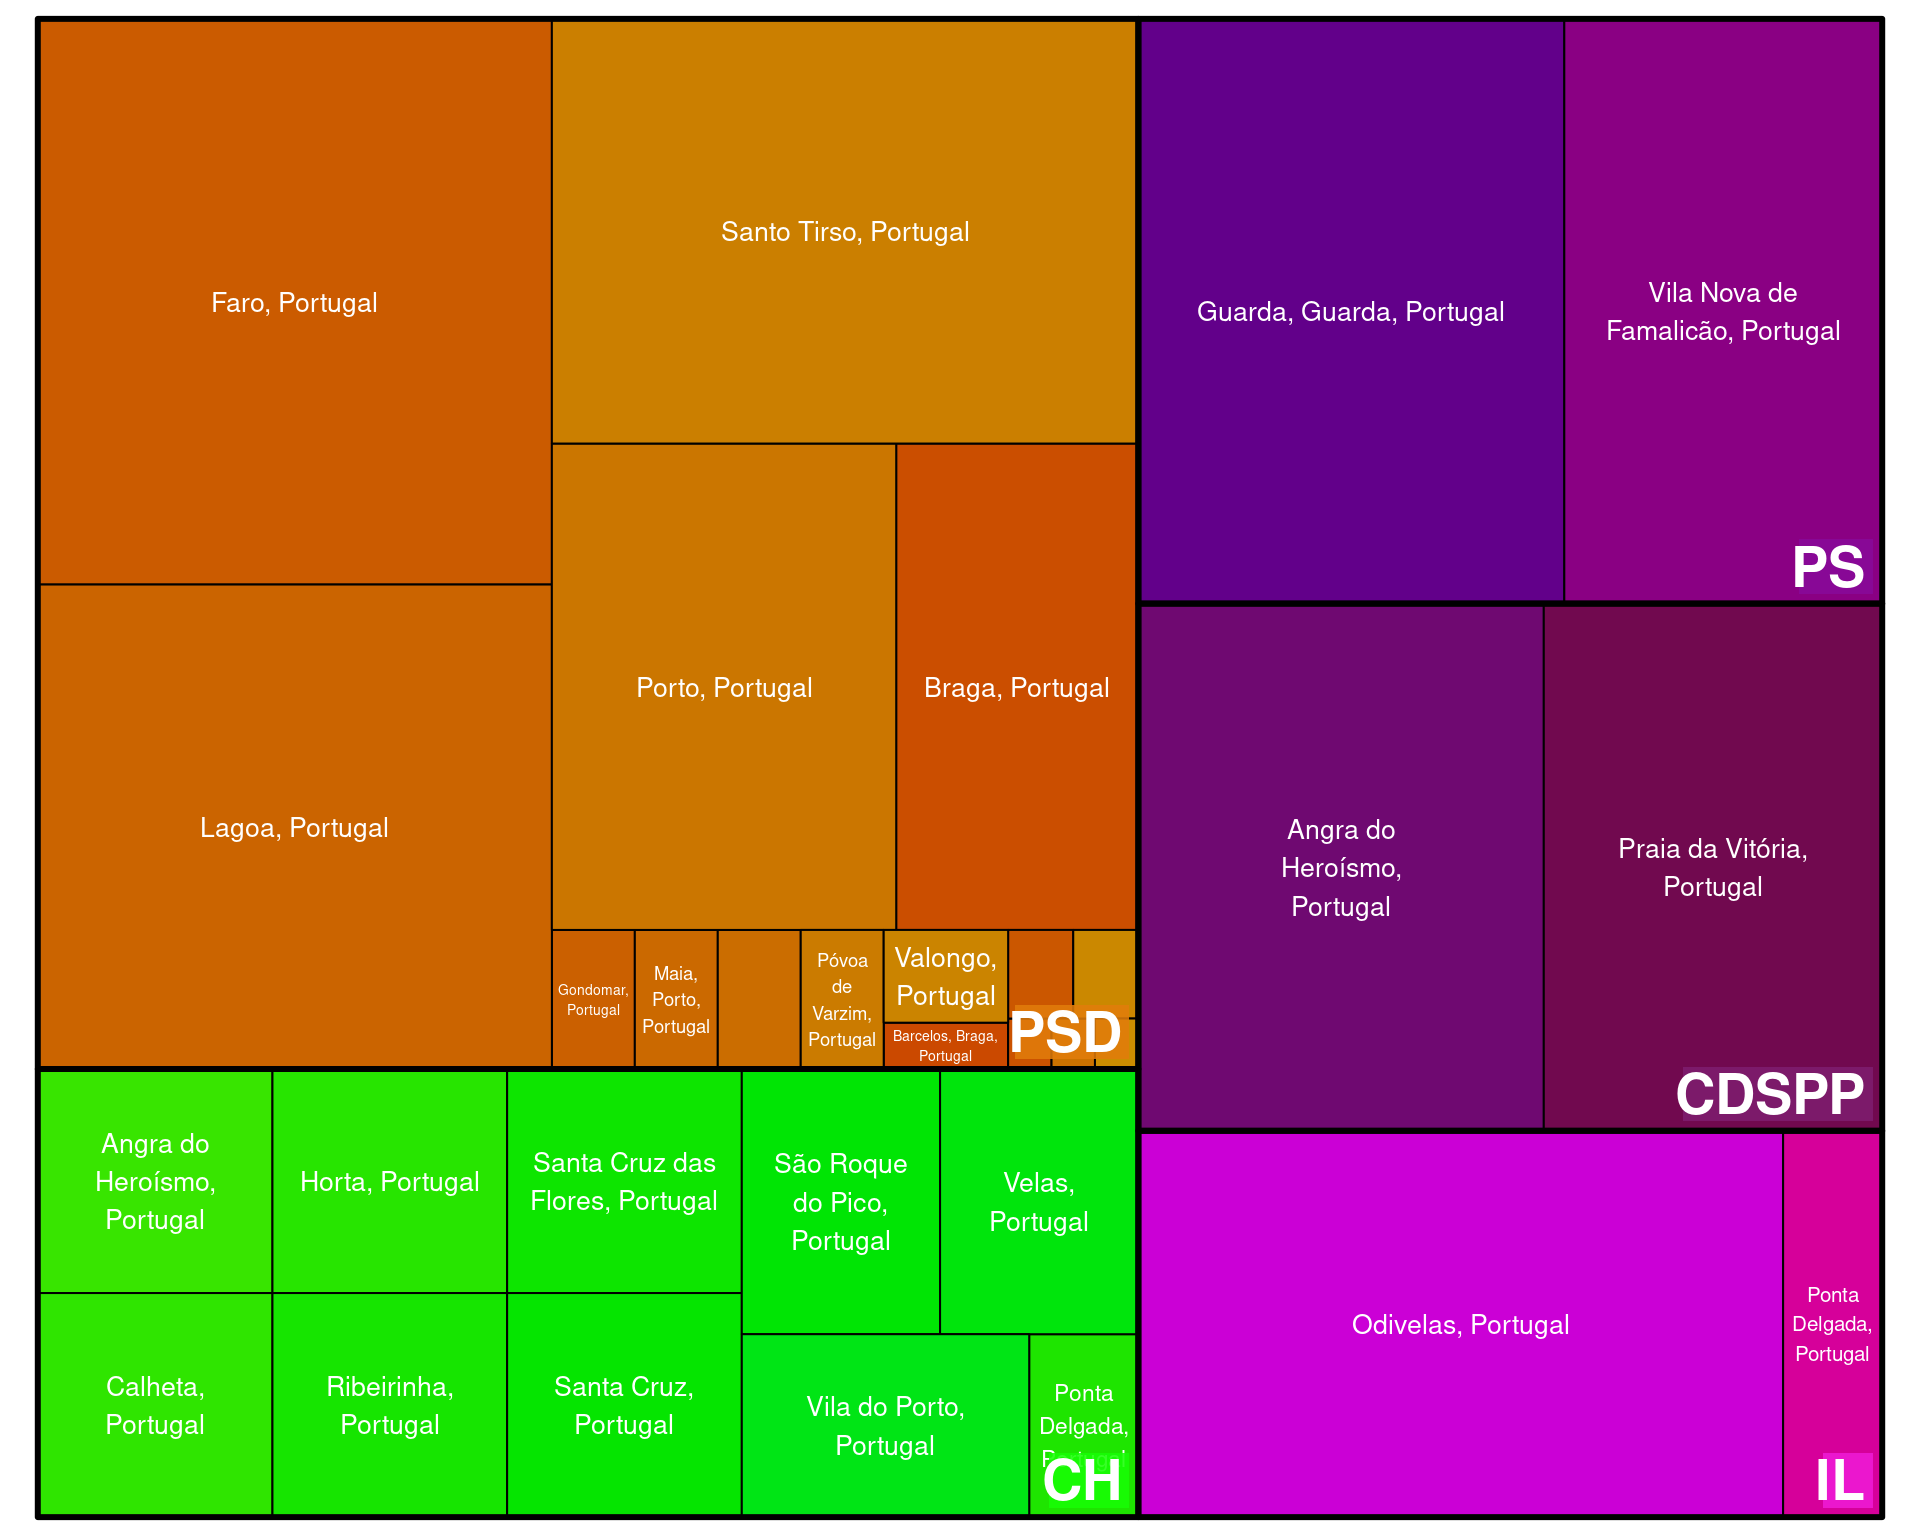 Faro, Portugal
Santo Tirso, Portugal
Lagoa, Portugal
Porto, Portugal
Braga, Portugal
Gondomar,
Portugal
Maia,
Porto,
Portugal
Póvoa
de
Varzim,
Portugal
Valongo,
Portugal
Barcelos, Braga,
Portugal
PSD
Guarda, Guarda, Portugal
Vila Nova de
Famalicão, Portugal
PS
Angra do
Heroísmo,
Portugal
Praia da Vitória,
Portugal
CDSPP
Angra do
Heroísmo,
Portugal
Horta, Portugal
Santa Cruz das
Flores, Portugal
São Roque
do Pico,
Portugal
Velas,
Portugal
Calheta,
Portugal
Ribeirinha,
Portugal
Santa Cruz,
Portugal
Vila do Porto,
Portugal
Ponta
Delgada,
Portugal
CH
Odivelas, Portugal
Ponta
Delgada,
Portugal
IL